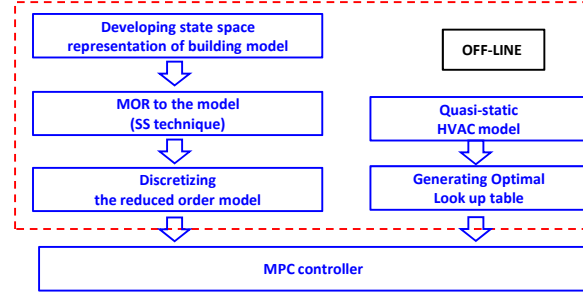 Developing state space
representation of building model
OFF-LINE
MOR to the model
(SS technique)
Quasi-static
HVAC model
Discretizing
the reduced order model
Generating Optimal
Look up table
MPC controller